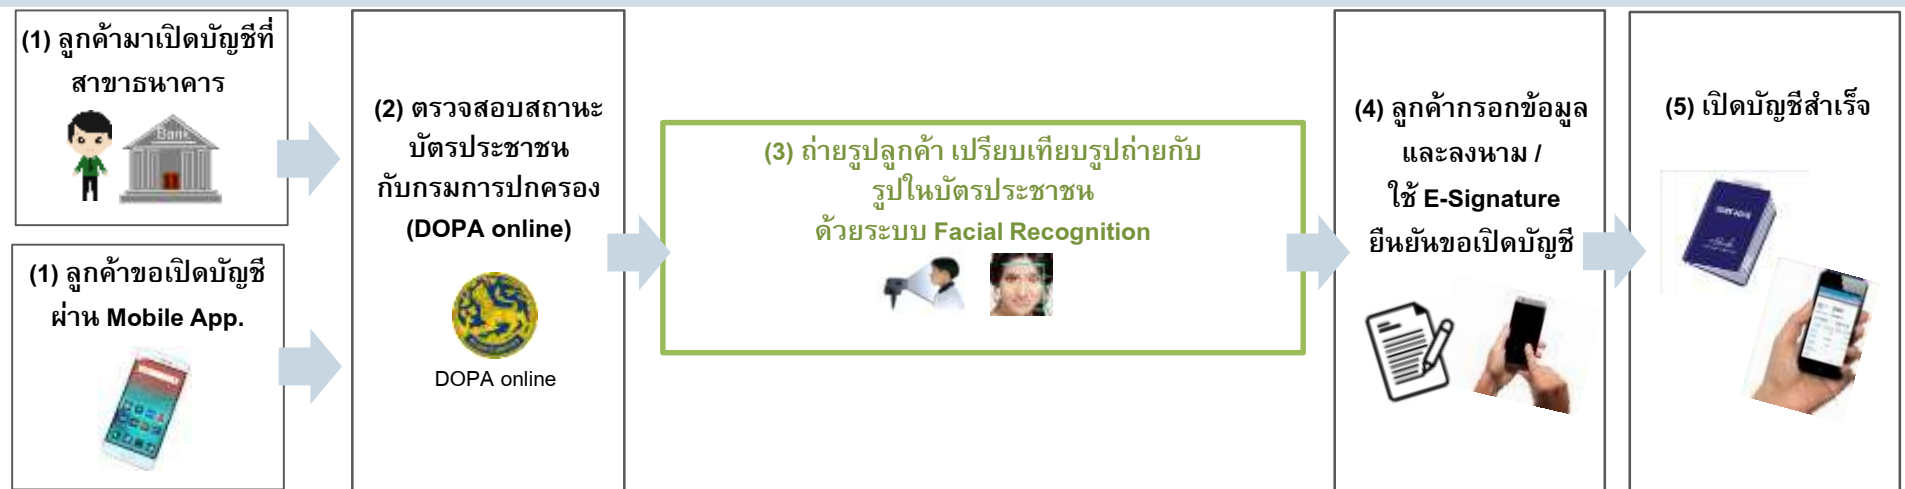 (1) ลูกค้ามาเปิดบัญชีที่
สาขาธนาคาร
Bank
(1) ลูกค้าขอเปิดบัญชี
ผ่าน Mobile App.
(2) ตรวจสอบสถานะ
บัตรประชาชน
กับกรมการปกครอง
(DOPA online)
DOPA online
(3) ถ่ายรูปลูกค้า เปรียบเทียบรูปถ่ายกับ
รูปในบัตรประชาชน
ด้วยระบบ Facial Recognition
(4) ลูกค้ากรอกข้อมูล
และลงนาม /
ใช้ E-Signature
ยืนยันขอเปิดบัญชี
(5) เปิดบัญชีสำเร็จ